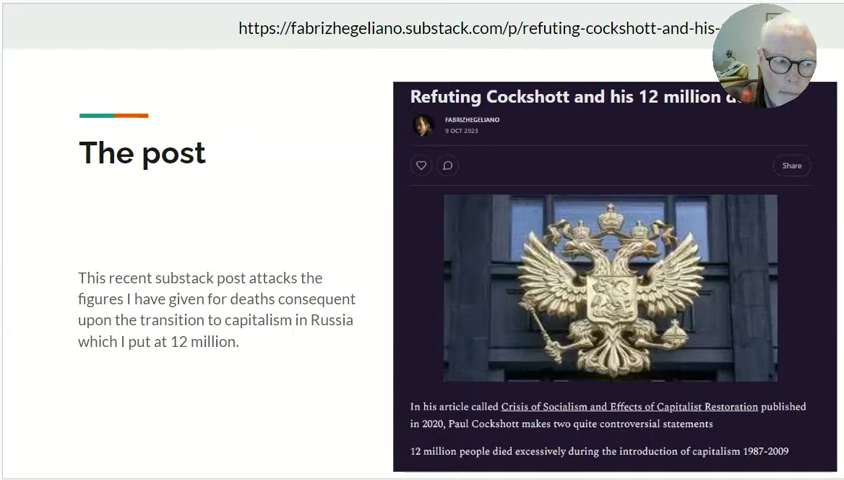 https://fabrizhegeliano.substack.com/p/refuting-cockshott-and-his-
The post
This recent substack post attacks the
figures I have given for deaths consequent
upon the transition to capitalism in Russia
which I put at 12 million.
Refuting Cockshott and his 12 million
FABRIZHEGELIANO
9 OCT 2023
Share
In his article called Crisis of Socialism and Effects of Capitalist Restoration published
in 2020, Paul Cockshott makes two quite controversial statements
12 million people died excessively during the introduction of capitalism 1987-2009